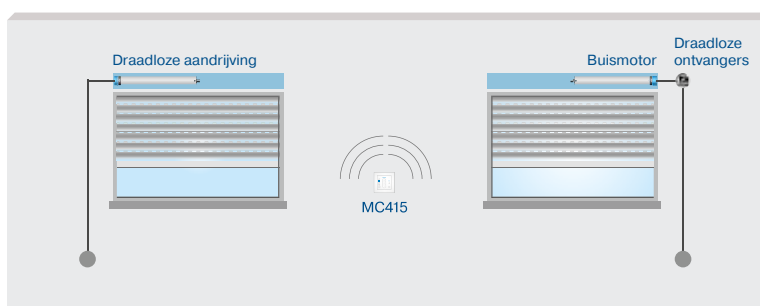 Draadloze aandrijving
Buismotor
Draadloze
ontvangers
MC415